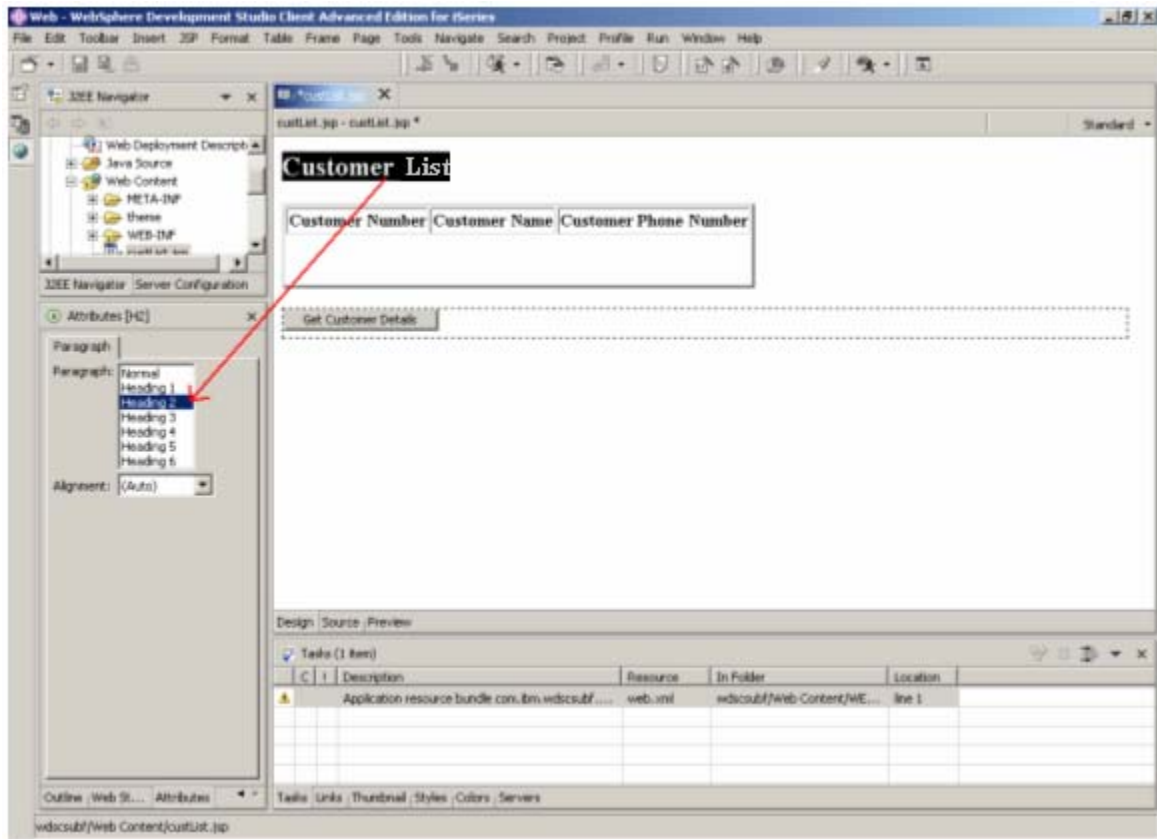 Web - WebSphere Development Studio Client Advanced Edition for iSeries
File Edit Toolbar Insert JSP Format Table Frame Page Tools Navigate Search Project Profile Run Window Help
J2EE Navigator
Web Deployment Descript
Java Source
Web Content
META-INF
theme
WEB-INF
custList.jsp
J2EE Navigator Server Configuration
*custList.jsp
custList.jsp - custList.jsp *
Standard
Customer List
Customer Number Customer Name Customer Phone Number
Get Customer Details
Design Source Preview
Attributes [H2]
Paragraph
Paragraph: Normal
Heading 1
Heading 2
Heading 3
Heading 4
Heading 5
Heading 6
Alignment: (Auto)
Outline Web St... Attributes
Tasks (1 item)
C ! Description Resource In Folder Location
Application resource bundle com.ibm.wdscsubf..... web.xml wdscsubf/Web Content/WE... line 1
Tasks Links Thumbnail Styles Colors Servers
wdscsubf/Web Content/custList.jsp